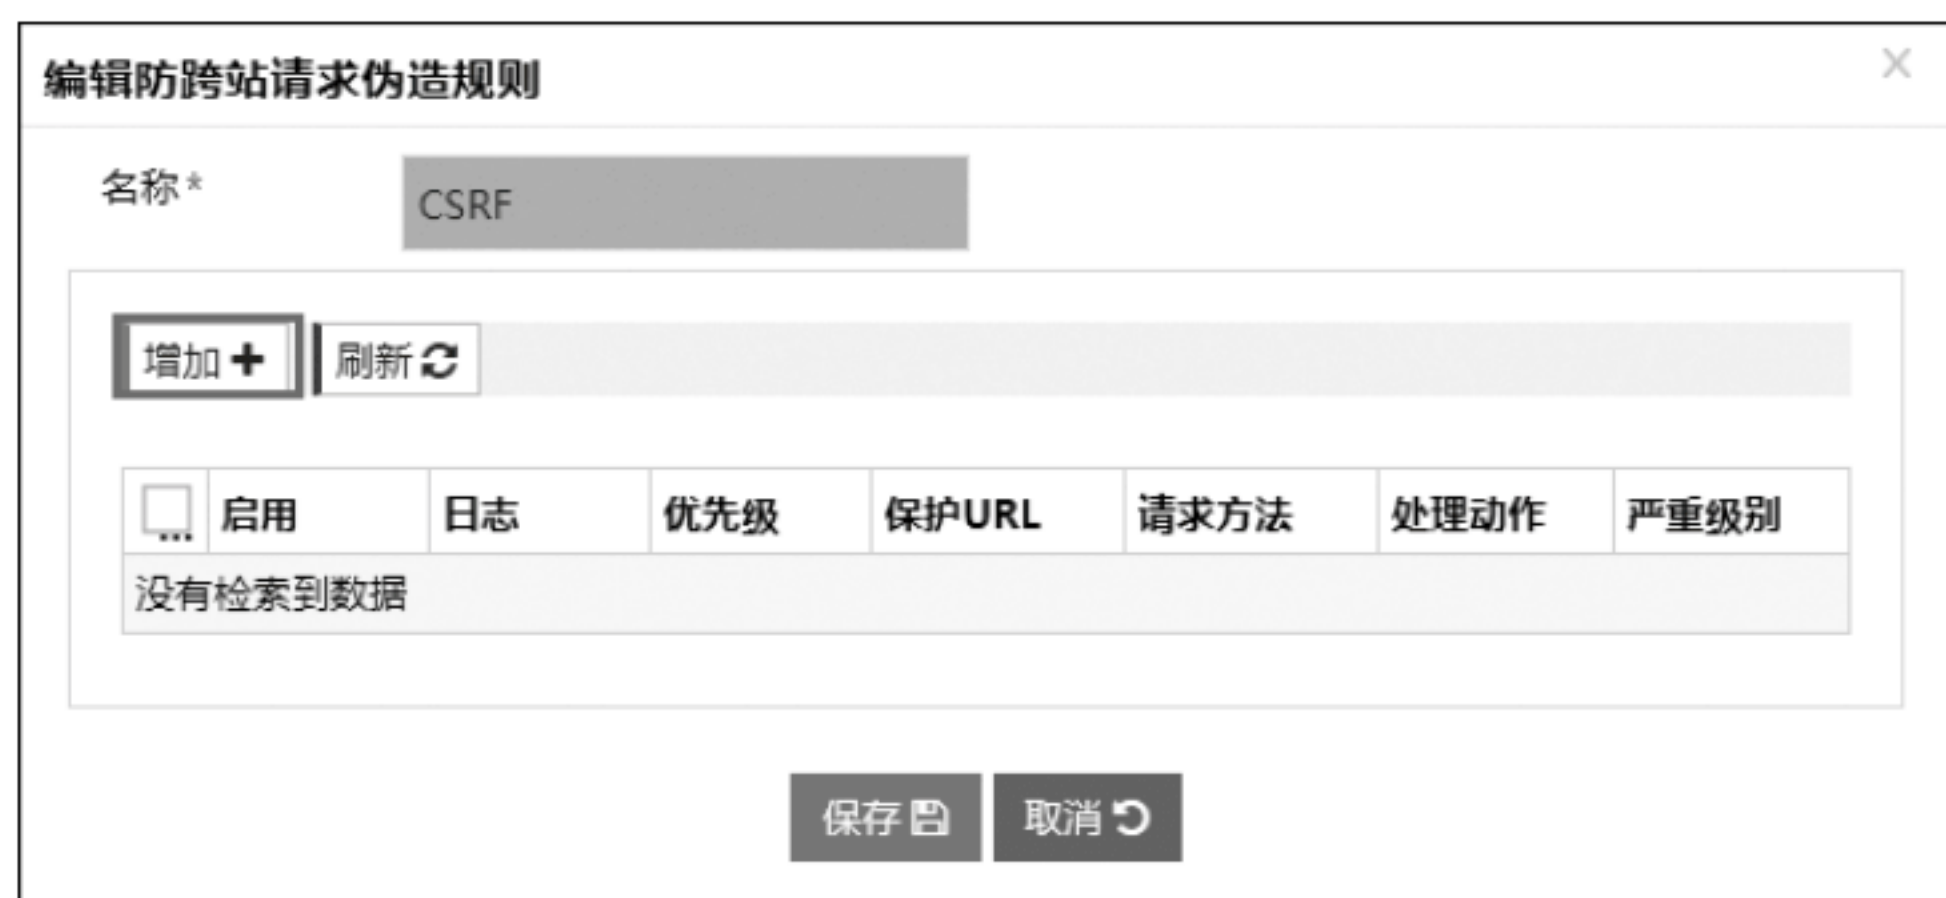 编辑防跨站请求伪造规则
名称*
CSRF
增加 刷新
启用 日志 优先级 保护URL 请求方法 处理动作 严重级别
没有检索到数据
保存 取消